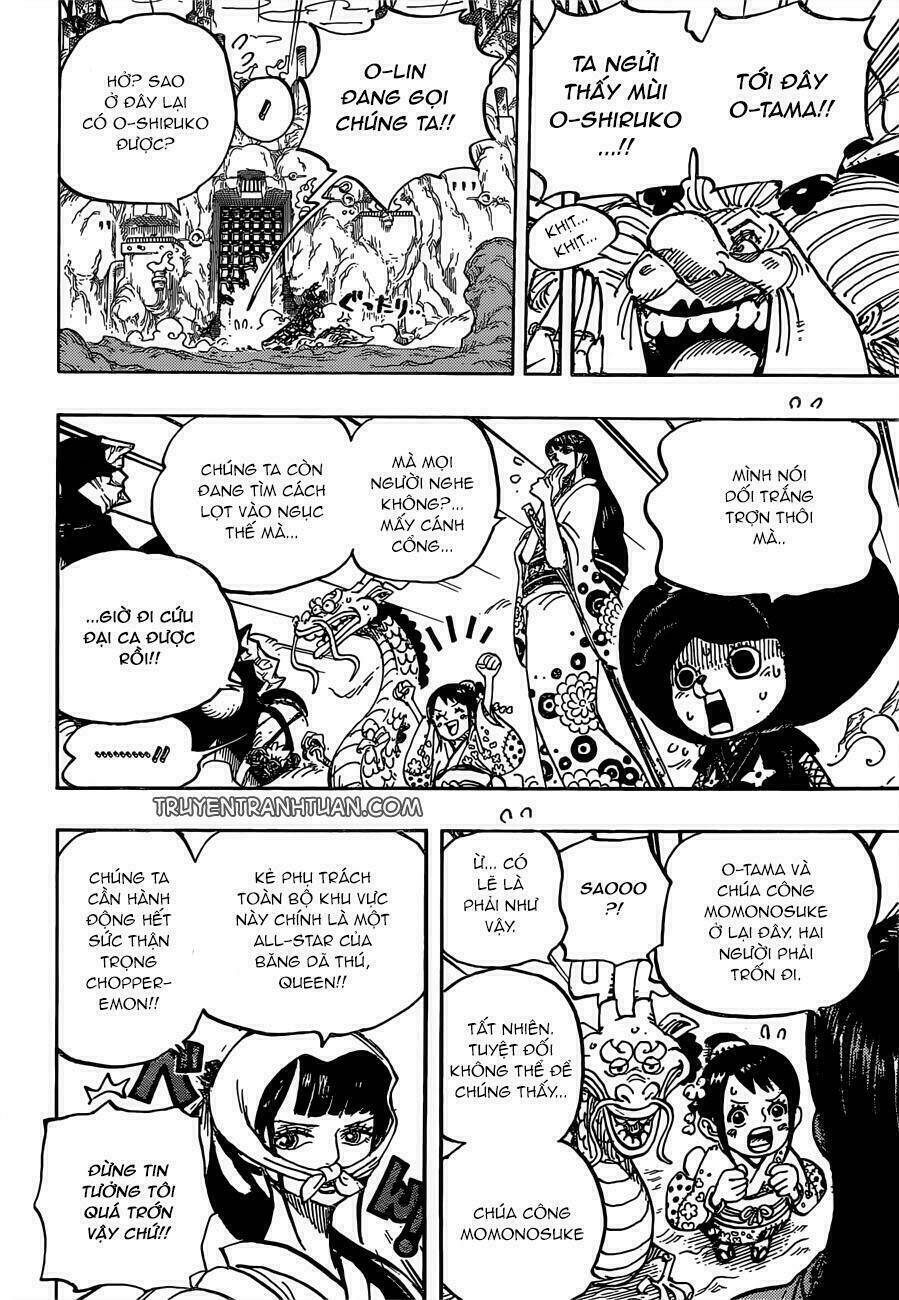 TỚI ĐÂY
O-TAMA!!
TA NGỬI
THẤY MÙI
O-SHIRUKO
...!!
KHỊT...
KHỊT...
O-LIN
ĐANG GỌI
CHÚNG TA!!
HỞ? SAO
Ở ĐÂY LẠI
CÓ O-SHIRUKO
ĐƯỢC?
ぐったり..
MÌNH NÓI
DỐI TRẮNG
TRỢN THÔI
MÀ..
MÀ MỌI
NGƯỜI NGHE
KHÔNG?...
MẤY CÁNH
CỔNG...
CHÚNG TA CÒN
ĐANG TÌM CÁCH
LỌT VÀO NGỤC
THẾ MÀ...
...GIỜ ĐI CỨU
ĐẠI CA ĐƯỢC
RỒI!!
..........!!
TRUYENTRANHTUAN.COM
O-TAMA VÀ
CHÚA CÔNG
MOMONOSUKE
Ở LẠI ĐÂY. HAI
NGƯỜI PHẢI
TRỐN ĐI.
SAOOO
?!
Ừ... CÓ
LẼ LÀ
PHẢI NHƯ
VẬY.
TẤT NHIÊN.
TUYỆT ĐỐI
KHÔNG THỂ ĐỂ
CHÚNG THẤY...
CHÚA CÔNG
MOMONOSUKE
KẺ PHỤ TRÁCH
TOÀN BỘ KHU VỰC
NÀY CHÍNH LÀ MỘT
ALL-STAR CỦA
BĂNG DÃ THÚ,
QUEEN!!
CHÚNG TA
CẦN HÀNH
ĐỘNG HẾT
SỨC THẬN
TRỌNG
CHOPPER-
EMON!!
ĐỪNG TIN
TƯỞNG TÔI
QUÁ TRỚN
VẬY CHỨ!!